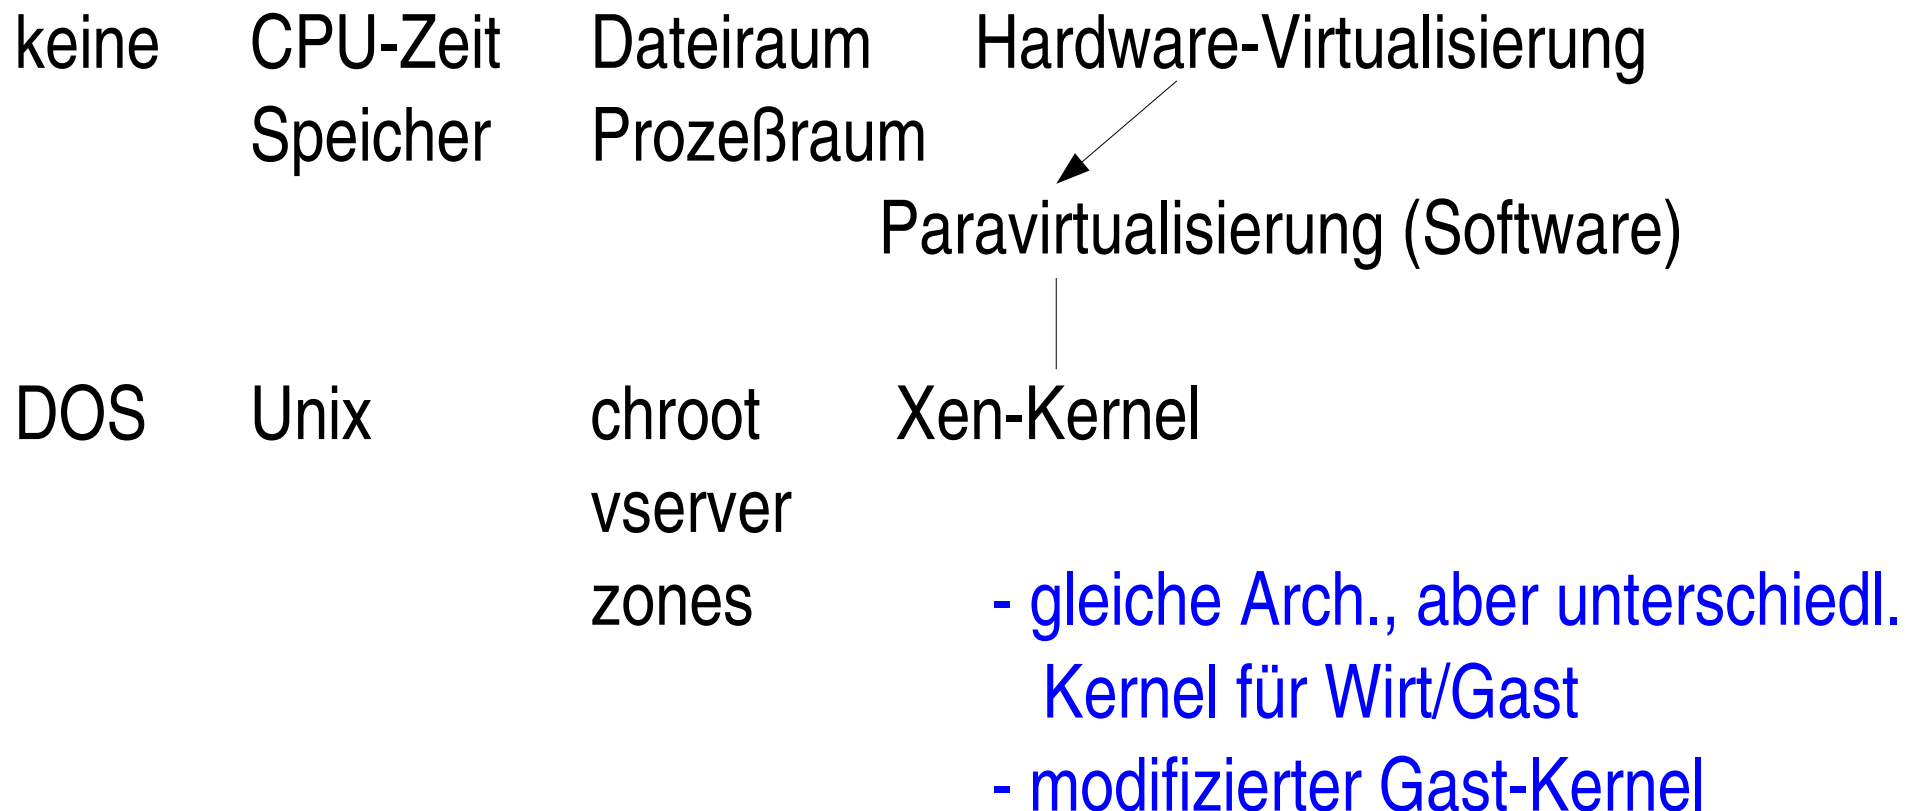 keine CPU-Zeit Dateiraum Hardware-Virtualisierung
Speicher Prozeßraum
Paravirtualisierung (Software)
DOS Unix chroot Xen-Kernel
vserver
zones - gleiche Arch., aber unterschiedl.
Kernel für Wirt/Gast
- modifizierter Gast-Kernel